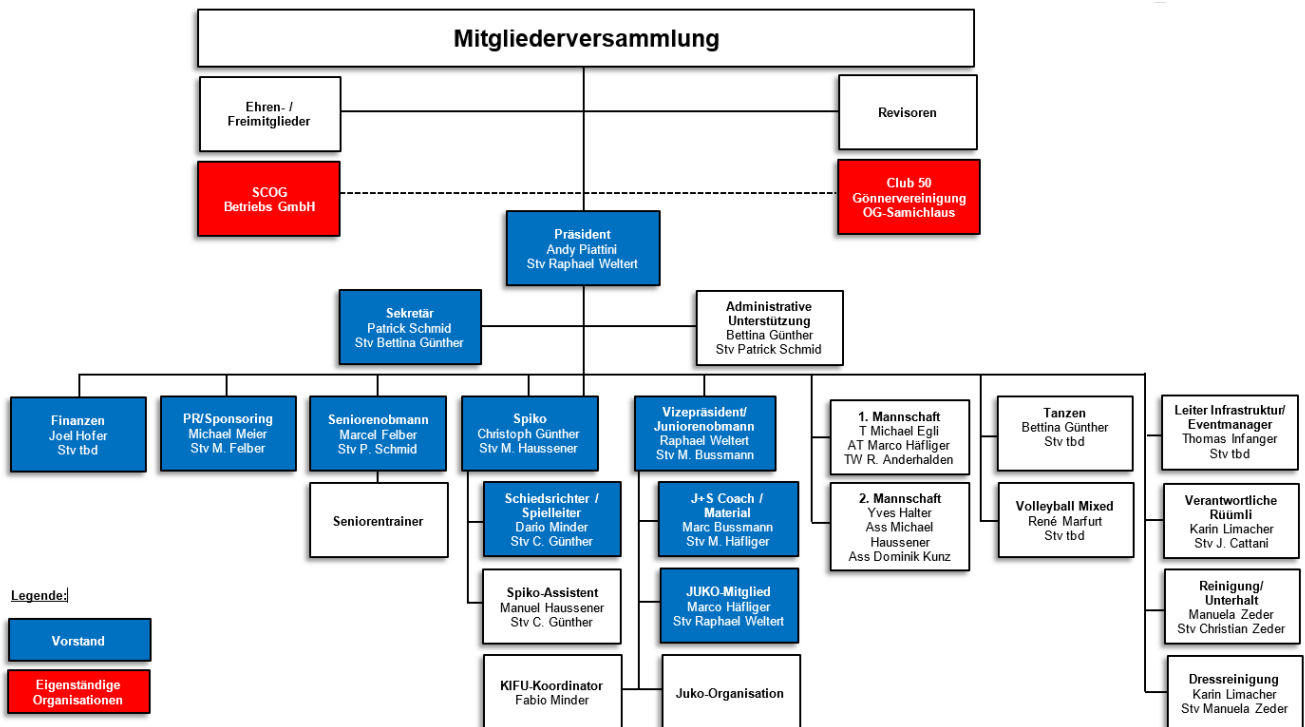 Mitgliederversammlung
Ehren- /
Freimitglieder
Revisoren
SCOG
Betriebs GmbH
Club 50
Gönnervereinigung
OG-Samichlaus
Präsident
Andy Piattini
Stv Raphael Weltert
Sekretär
Patrick Schmid
Stv Bettina Günther
Administrative
Unterstützung
Bettina Günther
Stv Patrick Schmid
Finanzen
Joel Hofer
Stv tbd
PR/Sponsoring
Michael Meier
Stv M. Felber
Seniorenobmann
Marcel Felber
Stv P. Schmid
Spiko
Christoph Günther
Stv M. Haussener
Vizepräsident/
Juniorenobmann
Raphael Weltert
Stv M. Bussmann
1. Mannschaft
T Michael Egli
AT Marco Häfliger
TW R. Anderhalden
Tanzen
Bettina Günther
Stv tbd
Leiter Infrastruktur/
Eventmanager
Thomas Infanger
Stv tbd
Seniorentrainer
Schiedsrichter /
Spielleiter
Dario Minder
Stv C. Günther
J+S Coach /
Material
Marc Bussmann
Stv M. Häfliger
2. Mannschaft
Yves Halter
Ass Michael
Haussener
Ass Dominik Kunz
Volleyball Mixed
René Marfurt
Stv tbd
Verantwortliche
Rüümli
Karin Limacher
Stv J. Cattani
Spiko-Assistent
Manuel Haussener
Stv C. Günther
JUKO-Mitglied
Marco Häfliger
Stv Raphael Weltert
Reinigung/
Unterhalt
Manuela Zeder
Stv Christian Zeder
KIFU-Koordinator
Fabio Minder
Juko-Organisation
Dressreinigung
Karin Limacher
Stv Manuela Zeder
Legende:
Vorstand
Eigenständige
Organisationen